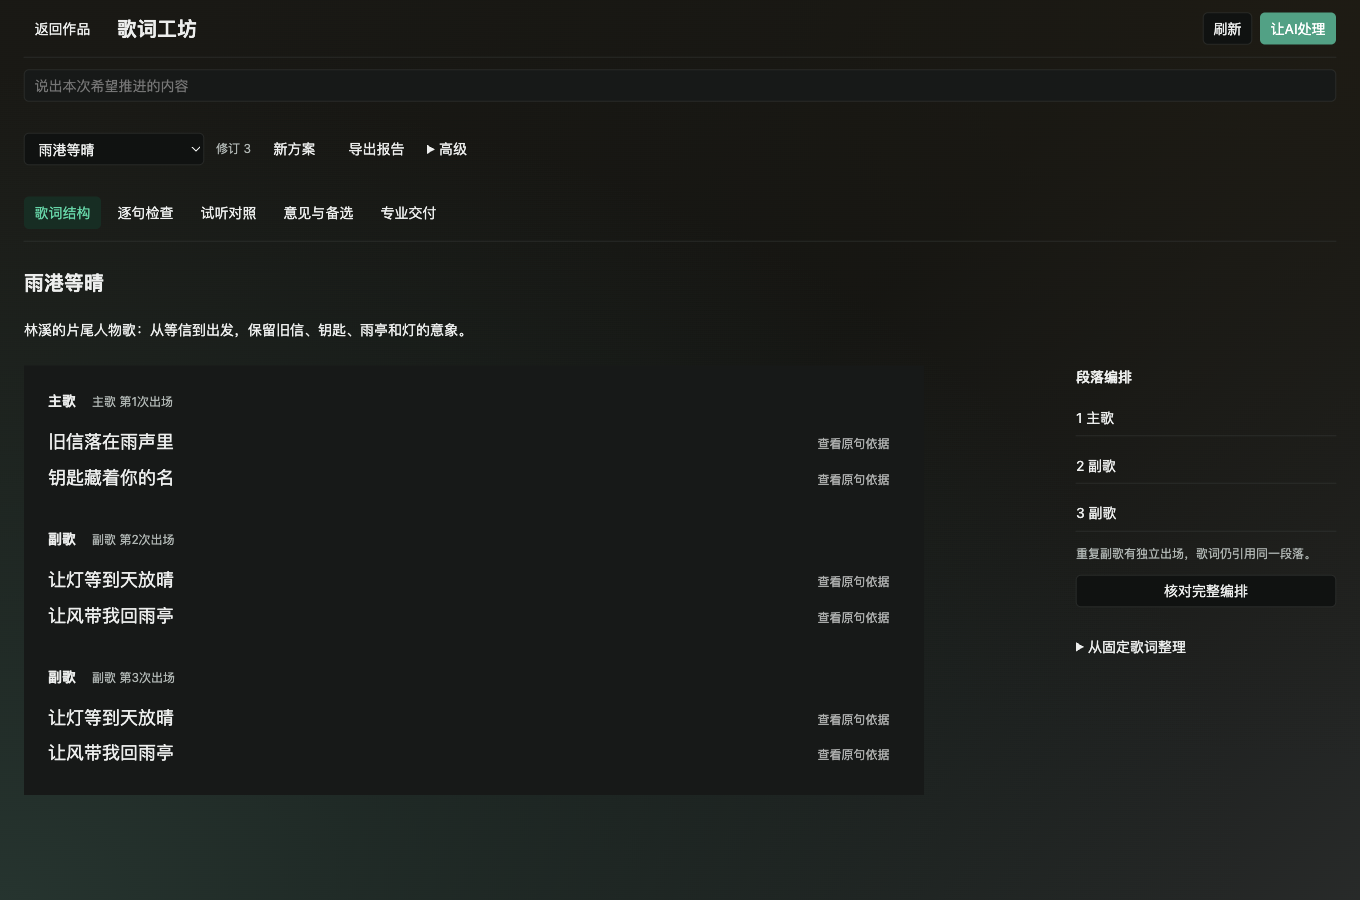 返回作品 歌词工坊 刷新 让AI处理
说出本次希望推进的内容
雨港等晴 修订 3 新方案 导出报告 ▶ 高级
歌词结构 逐句检查 试听对照 意见与备选 专业交付
雨港等晴
林溪的片尾人物歌：从等信到出发，保留旧信、钥匙、雨亭和灯的意象。
主歌 主歌 第1次出场
旧信落在雨声里 查看原句依据
钥匙藏着你的名 查看原句依据
副歌 副歌 第2次出场
让灯等到天放晴 查看原句依据
让风带我回雨亭 查看原句依据
副歌 副歌 第3次出场
让灯等到天放晴 查看原句依据
让风带我回雨亭 查看原句依据
段落编排
1 主歌
2 副歌
3 副歌
重复副歌有独立出场，歌词仍引用同一段落。
核对完整编排
▶ 从固定歌词整理